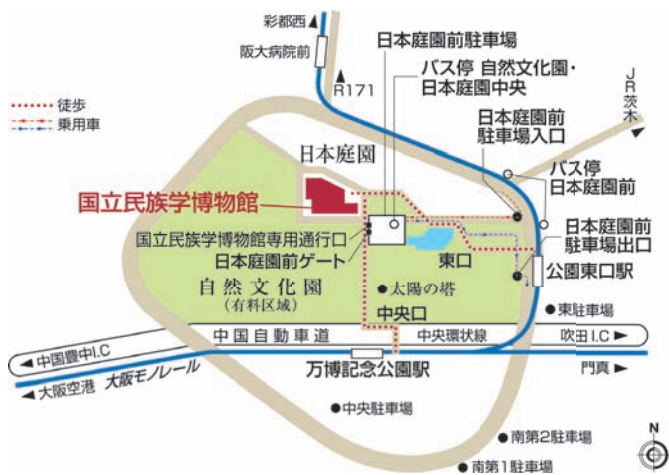 彩都西
阪大病院前
R171
日本庭園前駐車場
バス停 自然文化園・
日本庭園中央
JR茨木
徒歩
乗用車
日本庭園前
駐車場入口
バス停
日本庭園前
日本庭園
国立民族学博物館
国立民族学博物館専用通行口
日本庭園前ゲート
日本庭園前
駐車場出口
東口
公園東口駅
自然文化園
(有料区域)
太陽の塔
中央口
東駐車場
中国自動車道
中央環状線
吹田I.C
中国豊中I.C
大阪空港
大阪モノレール
万博記念公園駅
門真
中央駐車場
南第2駐車場
南第1駐車場
N